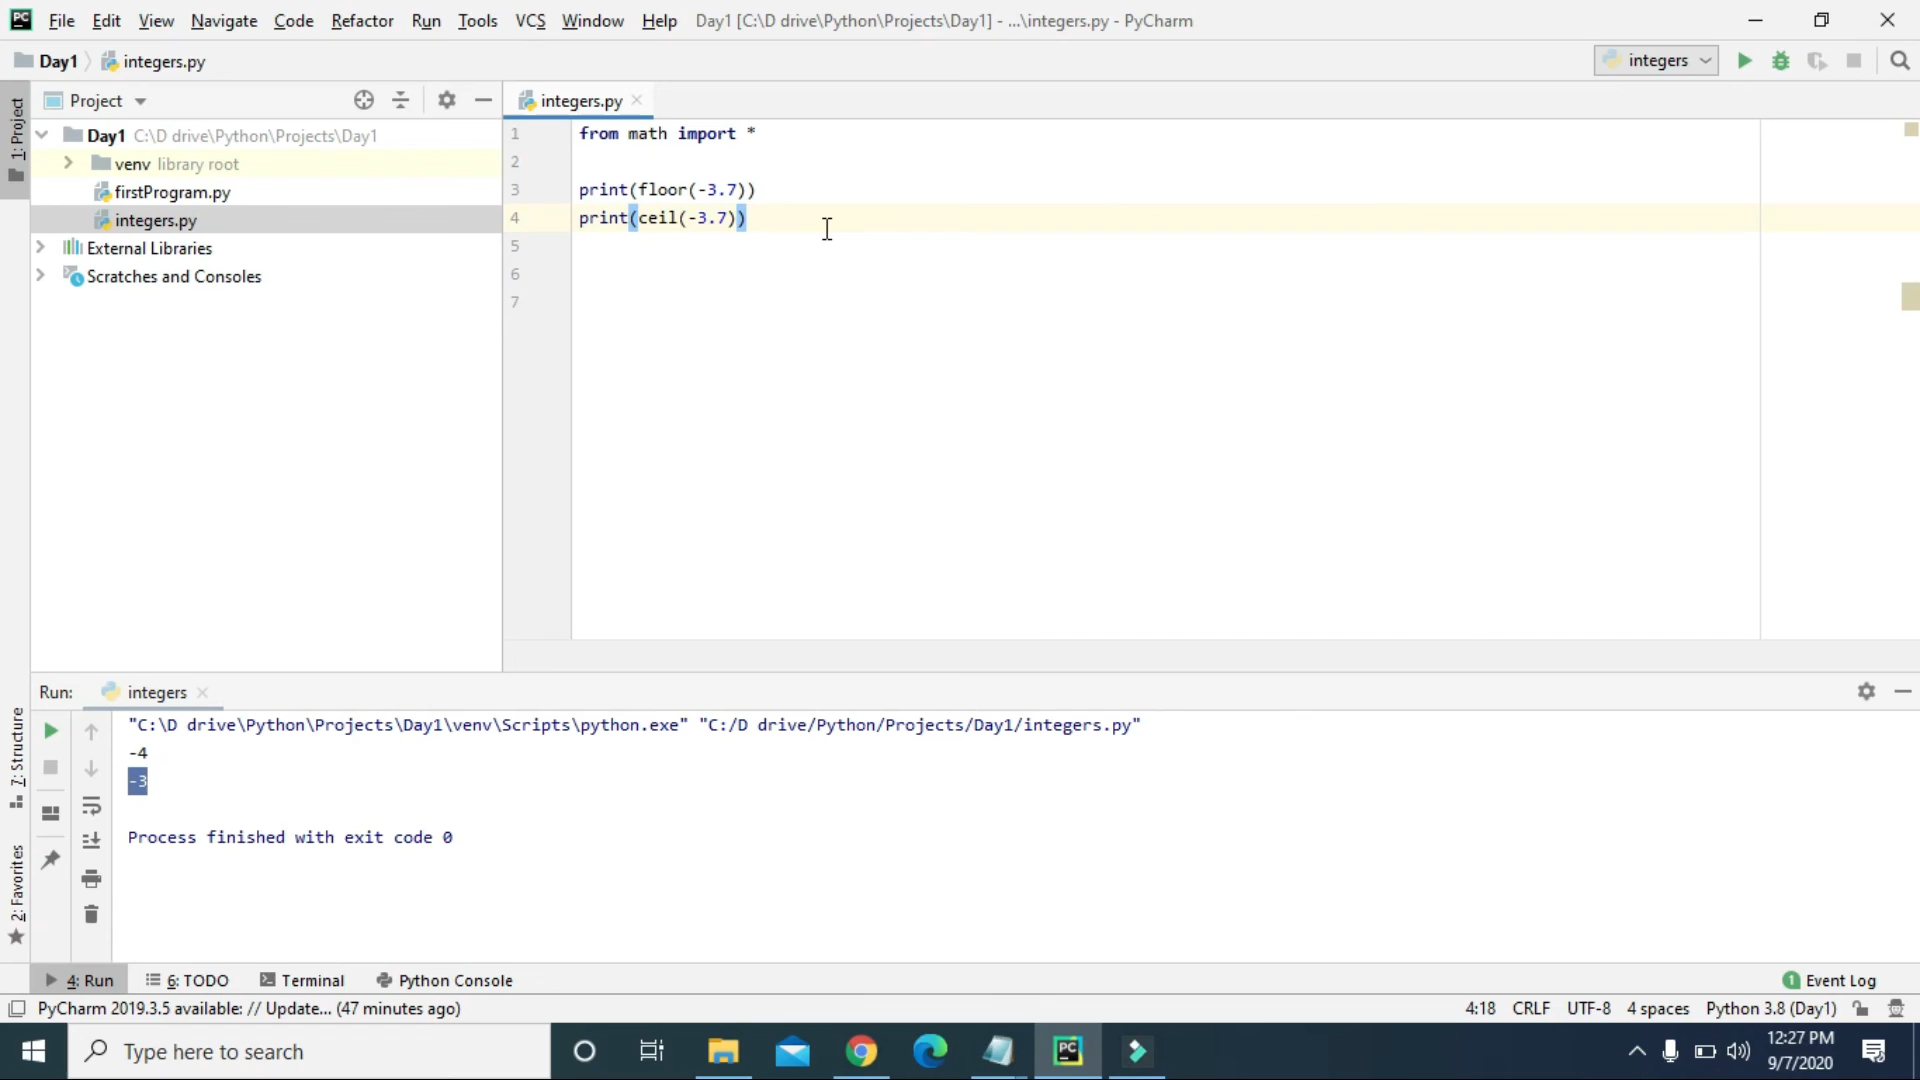 PC File Edit View Navigate Code Refactor Run Tools VCS Window Help Day1 [C:\D drive\Python\Projects\Day1] - ...\integers.py - PyCharm
Day1 integers.py integers
1: Project
Project
integers.py
Day1 C:\D drive\Python\Projects\Day1
venv library root
firstProgram.py
integers.py
External Libraries
Scratches and Consoles
1 from math import *
2
3 print(floor(-3.7))
4 print(ceil(-3.7))
5
6
7
Run: integers
7: Structure
2: Favorites
"C:\D drive\Python\Projects\Day1\venv\Scripts\python.exe" "C:/D drive/Python/Projects/Day1/integers.py"
-4
-3
Process finished with exit code 0
4: Run 6: TODO Terminal Python Console 1 Event Log
PyCharm 2019.3.5 available: // Update... (47 minutes ago) 4:18 CRLF UTF-8 4 spaces Python 3.8 (Day1)
Type here to search PC 12:27 PM
9/7/2020